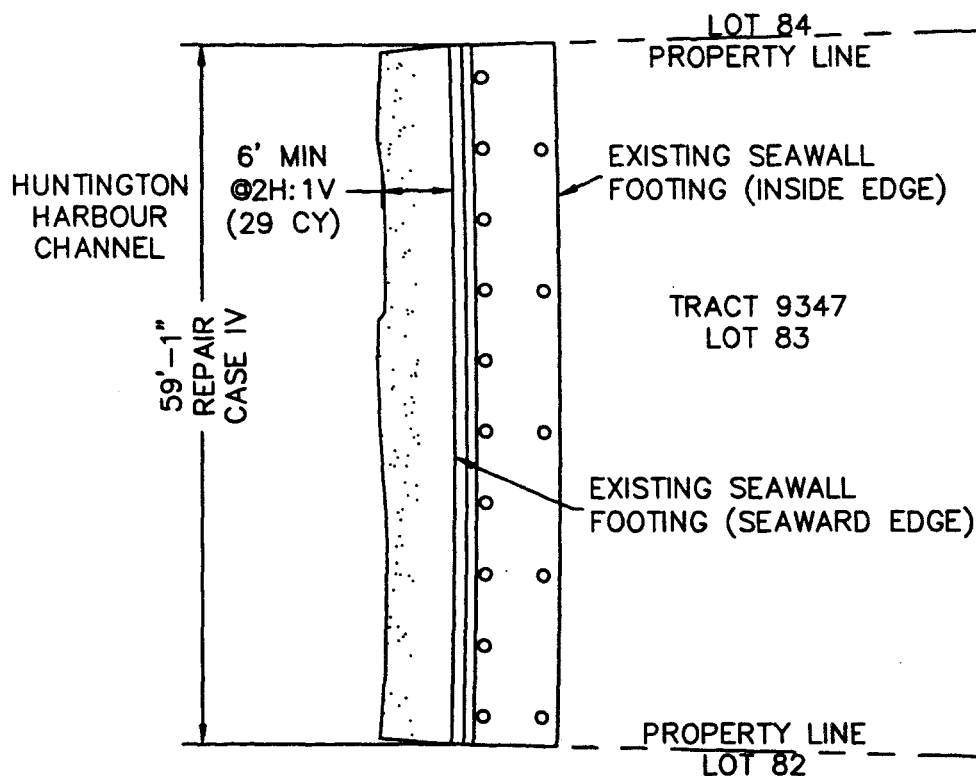 LOT 84
PROPERTY LINE
6' MIN
@2H:1V
(29 CY)
HUNTINGTON
HARBOUR
CHANNEL
EXISTING SEAWALL
FOOTING (INSIDE EDGE)
TRACT 9347
LOT 83
59'-1"
REPAIR
CASE IV
EXISTING SEAWALL
FOOTING (SEAWARD EDGE)
PROPERTY LINE
LOT 82